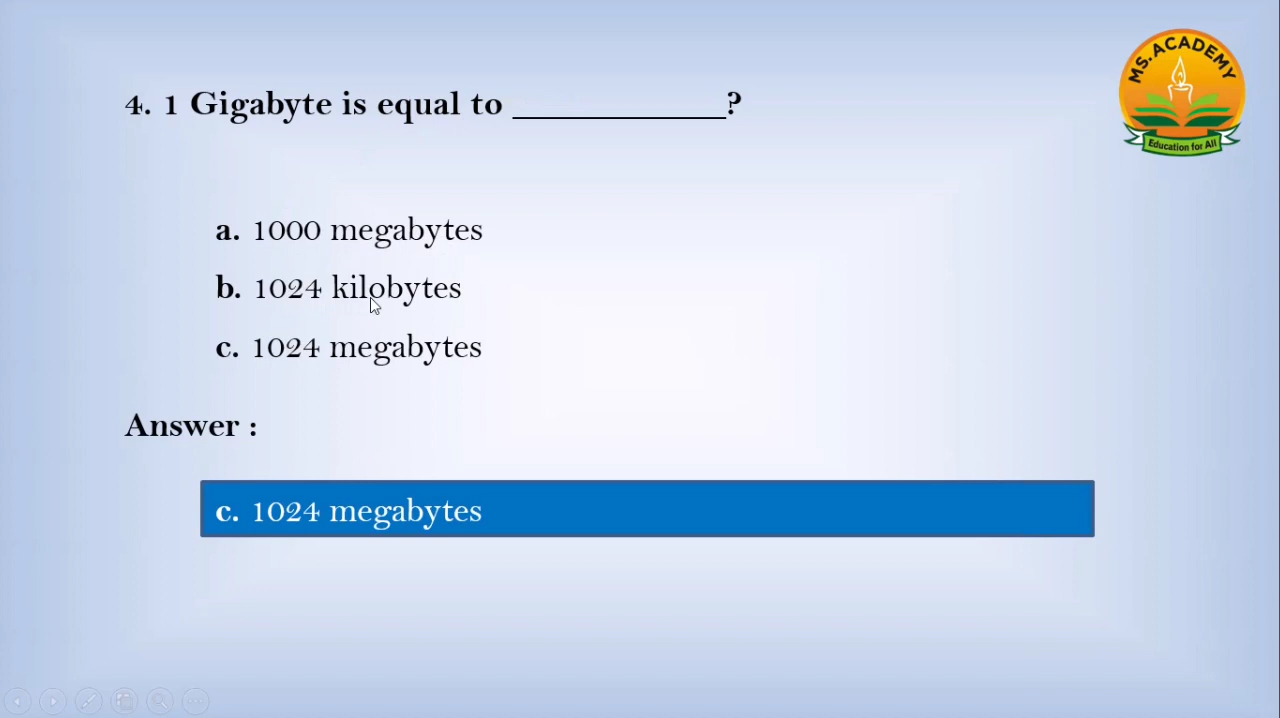 MS. ACADEMY
Education for All
4. 1 Gigabyte is equal to _____________?
a. 1000 megabytes
b. 1024 kilobytes
c. 1024 megabytes
Answer :
c. 1024 megabytes